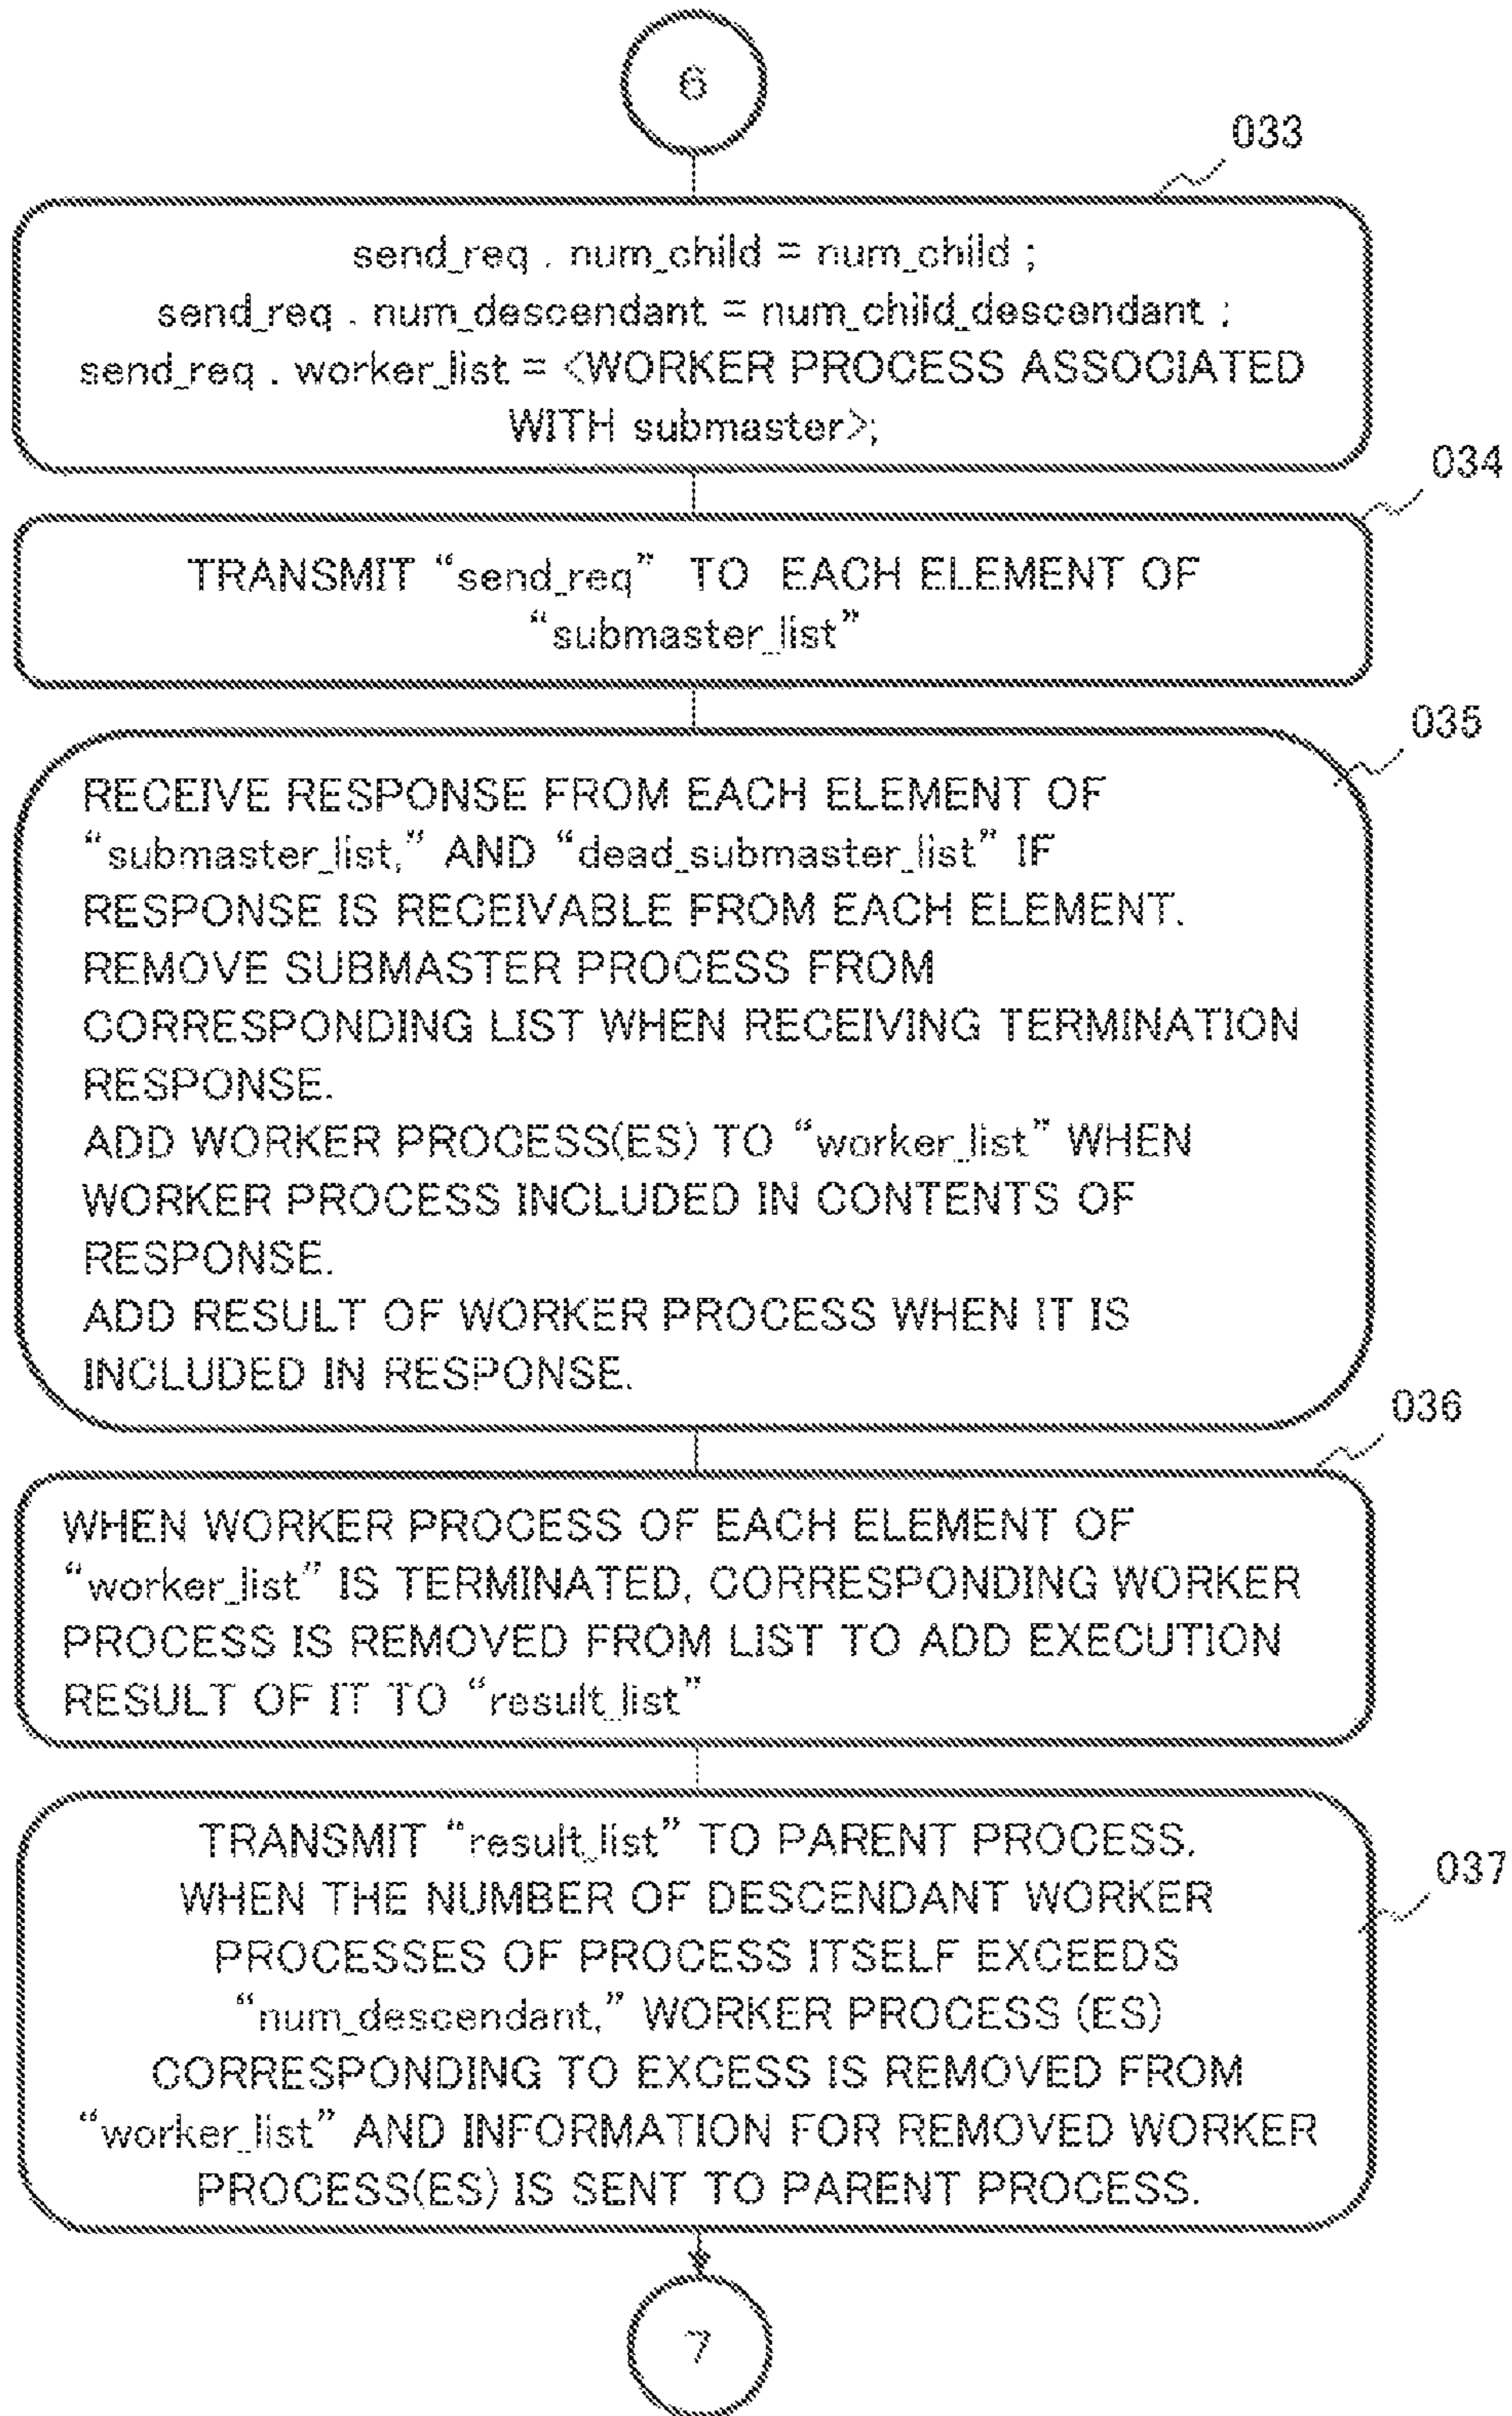 6
033
send_req . num_child = num_child ;
send_req . num_descendant = num_child_descendant ;
send_req . worker_list = <WORKER PROCESS ASSOCIATED
WITH submaster>;
034
TRANSMIT “send_req” TO EACH ELEMENT OF
“submaster_list”
035
RECEIVE RESPONSE FROM EACH ELEMENT OF
“submaster_list,” AND “dead_submaster_list” IF
RESPONSE IS RECEIVABLE FROM EACH ELEMENT.
REMOVE SUBMASTER PROCESS FROM
CORRESPONDING LIST WHEN RECEIVING TERMINATION
RESPONSE.
ADD WORKER PROCESS(ES) TO “worker_list” WHEN
WORKER PROCESS INCLUDED IN CONTENTS OF
RESPONSE.
ADD RESULT OF WORKER PROCESS WHEN IT IS
INCLUDED IN RESPONSE.
036
WHEN WORKER PROCESS OF EACH ELEMENT OF
“worker_list” IS TERMINATED, CORRESPONDING WORKER
PROCESS IS REMOVED FROM LIST TO ADD EXECUTION
RESULT OF IT TO “result_list”
037
TRANSMIT “result_list” TO PARENT PROCESS.
WHEN THE NUMBER OF DESCENDANT WORKER
PROCESSES OF PROCESS ITSELF EXCEEDS
“num_descendant,” WORKER PROCESS (ES)
CORRESPONDING TO EXCESS IS REMOVED FROM
“worker_list” AND INFORMATION FOR REMOVED WORKER
PROCESS(ES) IS SENT TO PARENT PROCESS.
7